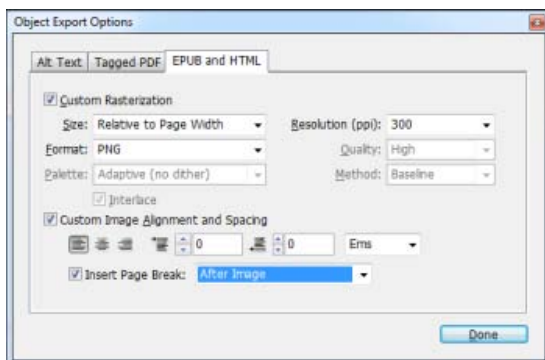 Object Export Options
Alt Text Tagged PDF EPUB and HTML
Custom Rasterization
Size: Relative to Page Width Resolution (ppi): 300
Format: PNG Quality: High
Palette: Adaptive (no dither) Method: Baseline
Interlace
Custom Image Alignment and Spacing
0 0 Ems
Insert Page Break: After Image
Done